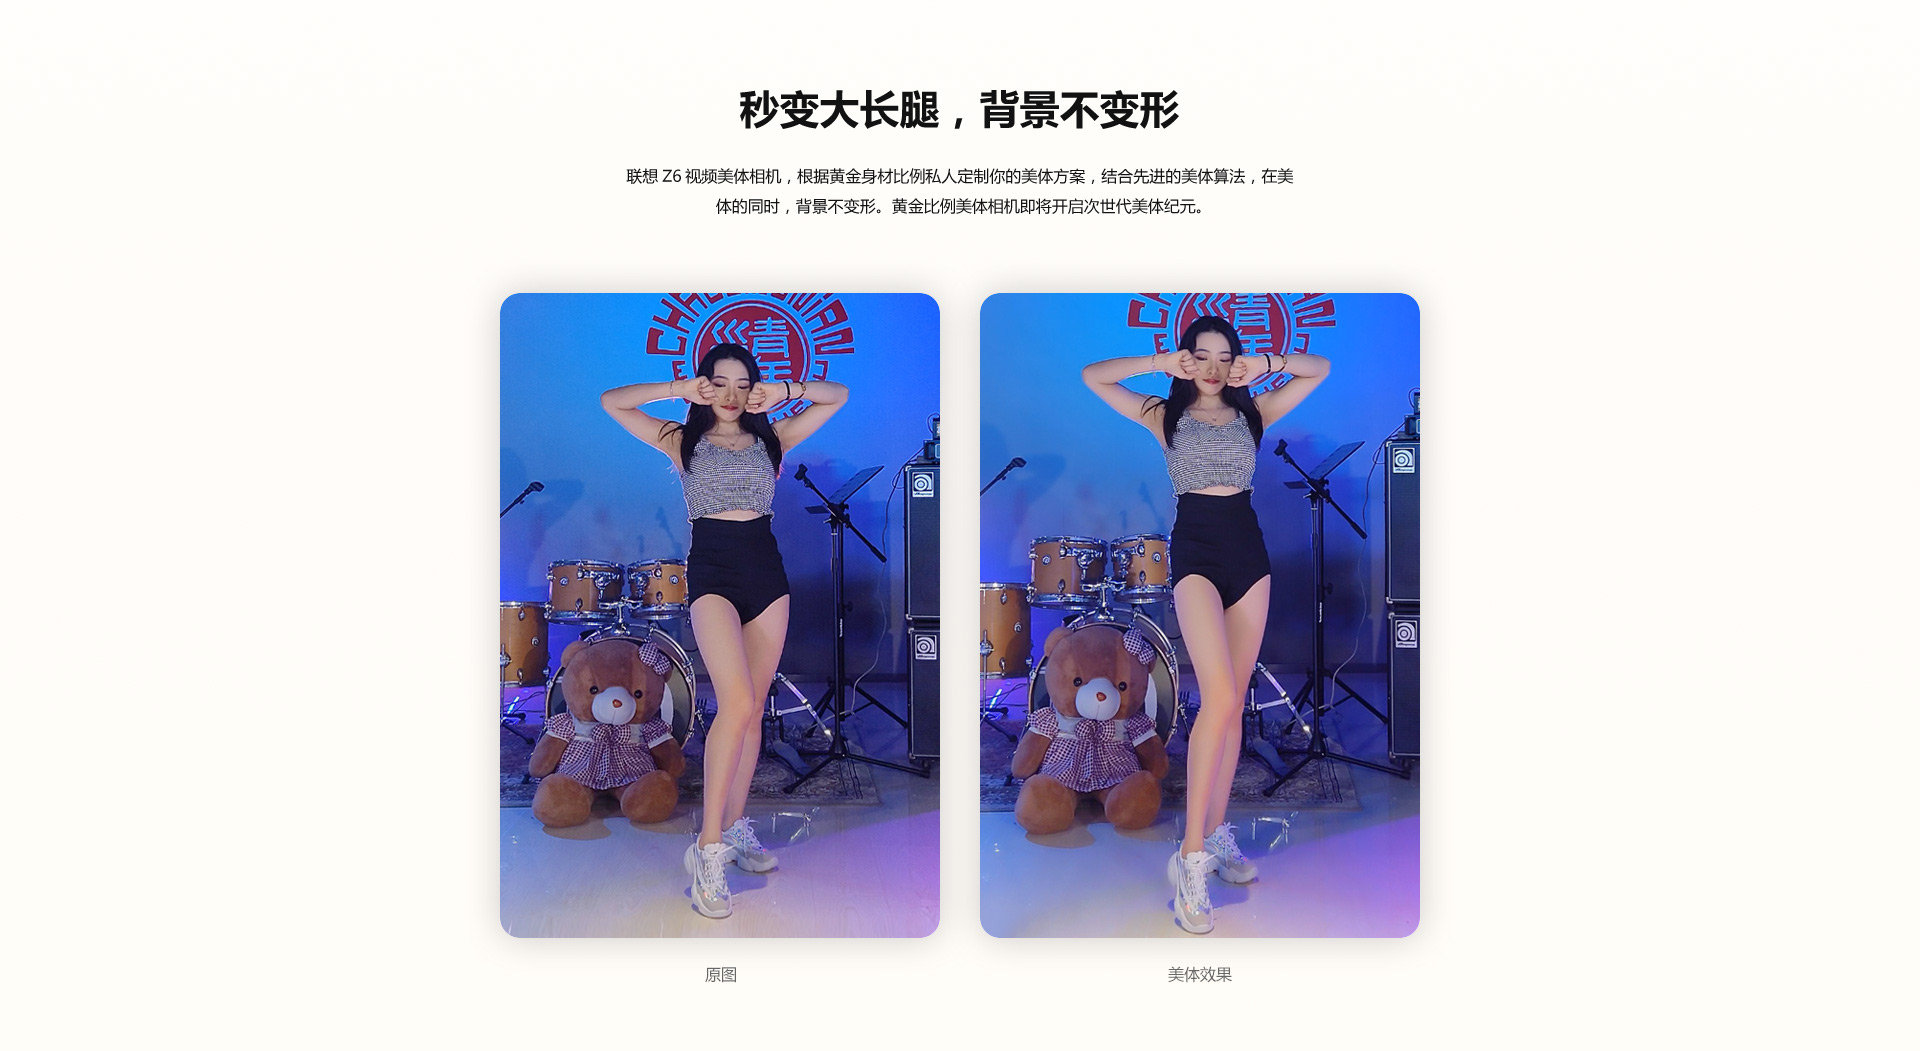 秒变大长腿，背景不变形
联想 Z6 视频美体相机，根据黄金身材比例私人定制你的美体方案，结合先进的美体算法，在美
体的同时，背景不变形。黄金比例美体相机即将开启次世代美体纪元。
青
青
原图
美体效果